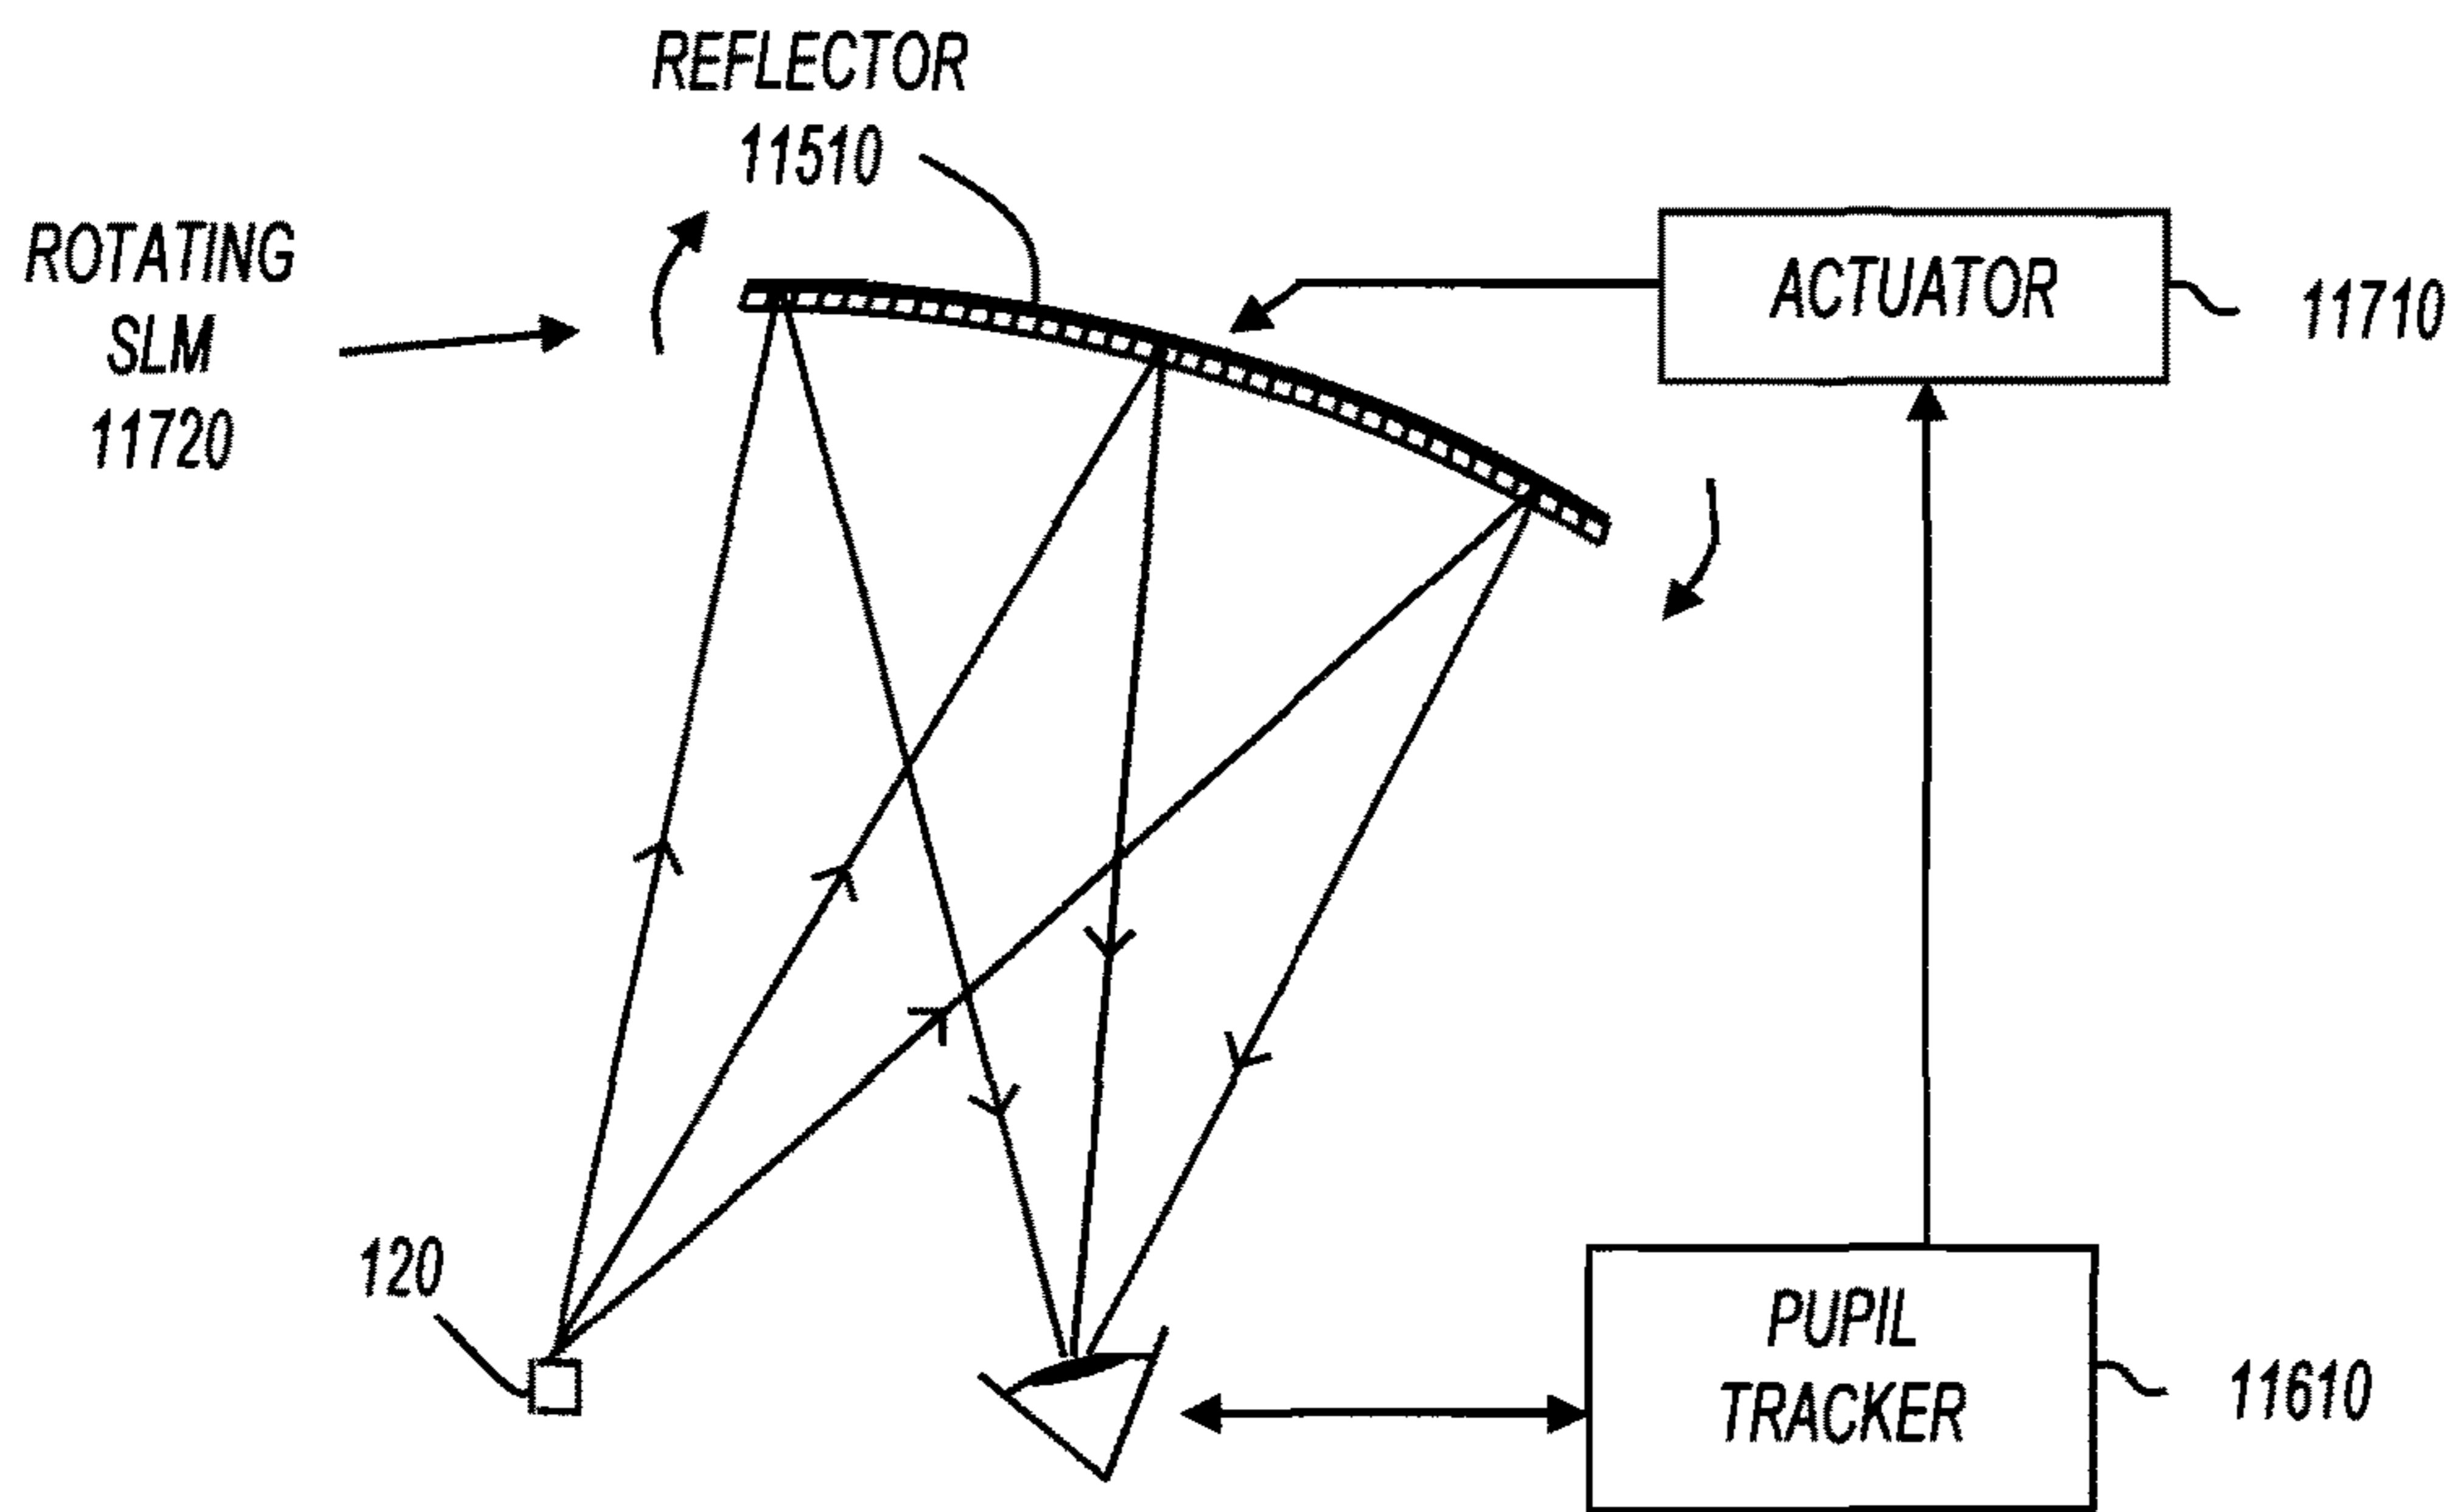 REFLECTOR
11510
ROTATING
SLM
11720
ACTUATOR
11710
120
PUPIL
TRACKER
11610